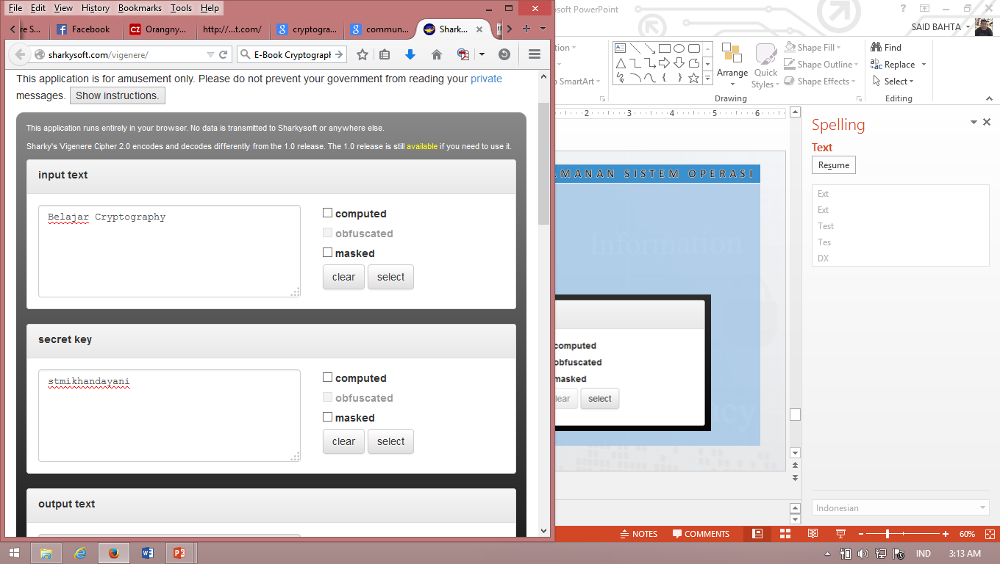 File Edit View History Bookmarks Tools Help
re S... Facebook Orangny... http://...t.com/ cryptogra... commun... Shark...
sharkysoft.com/vigenere/ E-Book Cryptograph
This application is for amusement only. Please do not prevent your government from reading your private
messages. Show instructions.
This application runs entirely in your browser. No data is transmitted to Sharkysoft or anywhere else.
Sharky's Vigenere Cipher 2.0 encodes and decodes differently from the 1.0 release. The 1.0 release is still available if you need to use it.
input text
Belajar Cryptography
computed
obfuscated
masked
clear select
secret key
stmikhandayani
computed
obfuscated
masked
clear select
output text
osoft PowerPoint
SAID BAHTA
tion
o SmartArt
Arrange
Quick
Styles
Shape Fill
Shape Outline
Shape Effects
Drawing
Find
Replace
Select
Editing
2 3 4 5 6
AMANAN SISTEM OPERASI
Information
computed
obfuscated
masked
lear select
cy
Spelling
Text
Resume
Ext
Ext
Test
Tes
DX
Indonesian
NOTES COMMENTS 60%
IND 3:13 AM